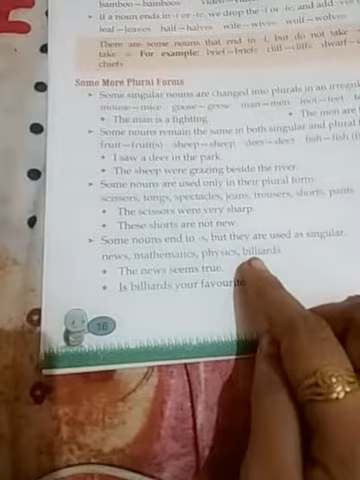 bamboo—bamboos
If a noun ends in -f or -fe, we drop the -f or -fe, and add -ves
leaf—leaves half—halves wife—wives wolf—wolves
There are some nouns that end in -f, but do not take
take -s. For example: brief—briefs cliff—cliffs dwarf—
chiefs
Some More Plural Forms
➤ Some singular nouns are changed into plurals in an
mouse—mice goose—geese man—men foot—feet
• The man is fighting. • The men are
➤ Some nouns remain the same in both singular and plural
fruit—fruit(s) sheep—sheep deer—deer fish—fish
• I saw a deer in the park.
• The sheep were grazing beside the river.
➤ Some nouns are used only in their plural form.
scissors, tongs, spectacles, jeans, trousers, shorts, pants
• The scissors were very sharp.
• These shorts are not new.
➤ Some nouns end in -s, but they are used as singular.
news, mathematics, physics, billiards
• The news seems true.
• Is billiards your favourite
16